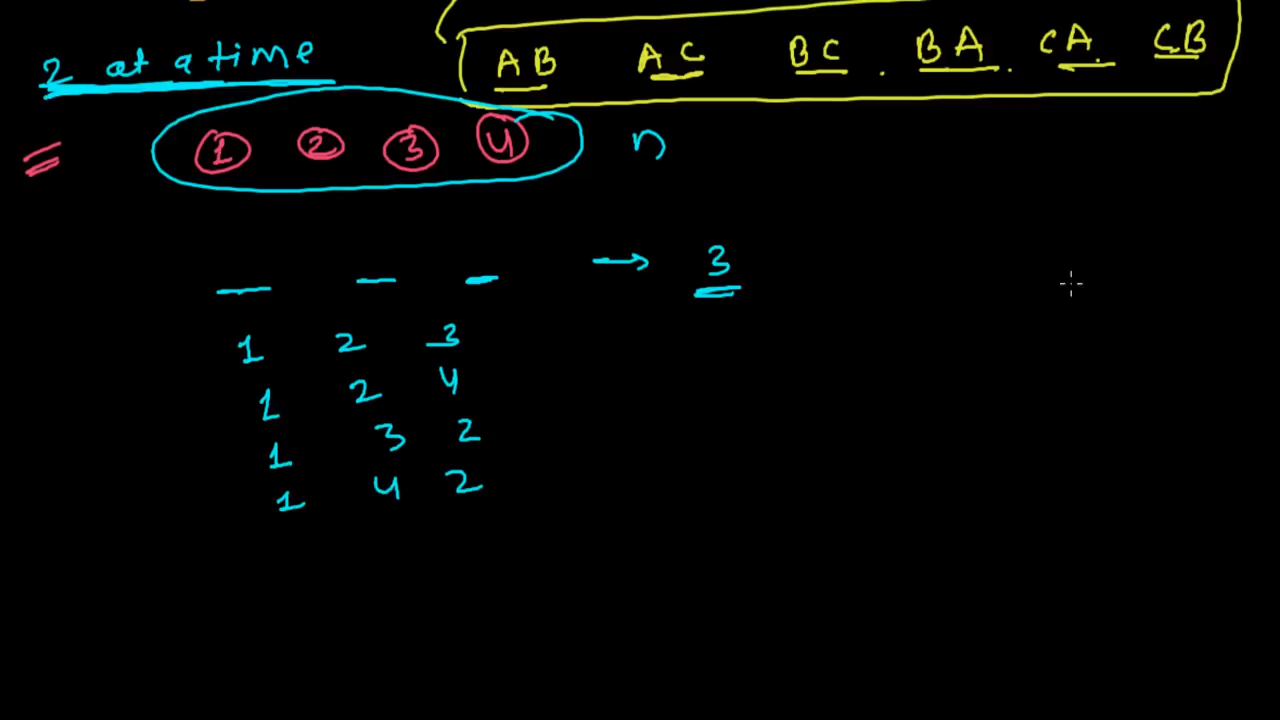 2 at a time AB AC BC . BA . CA . CB
= 1 2 3 4 n
_ _ _ → 3
1 2 3
1 2 4
1 3 2
1 4 2